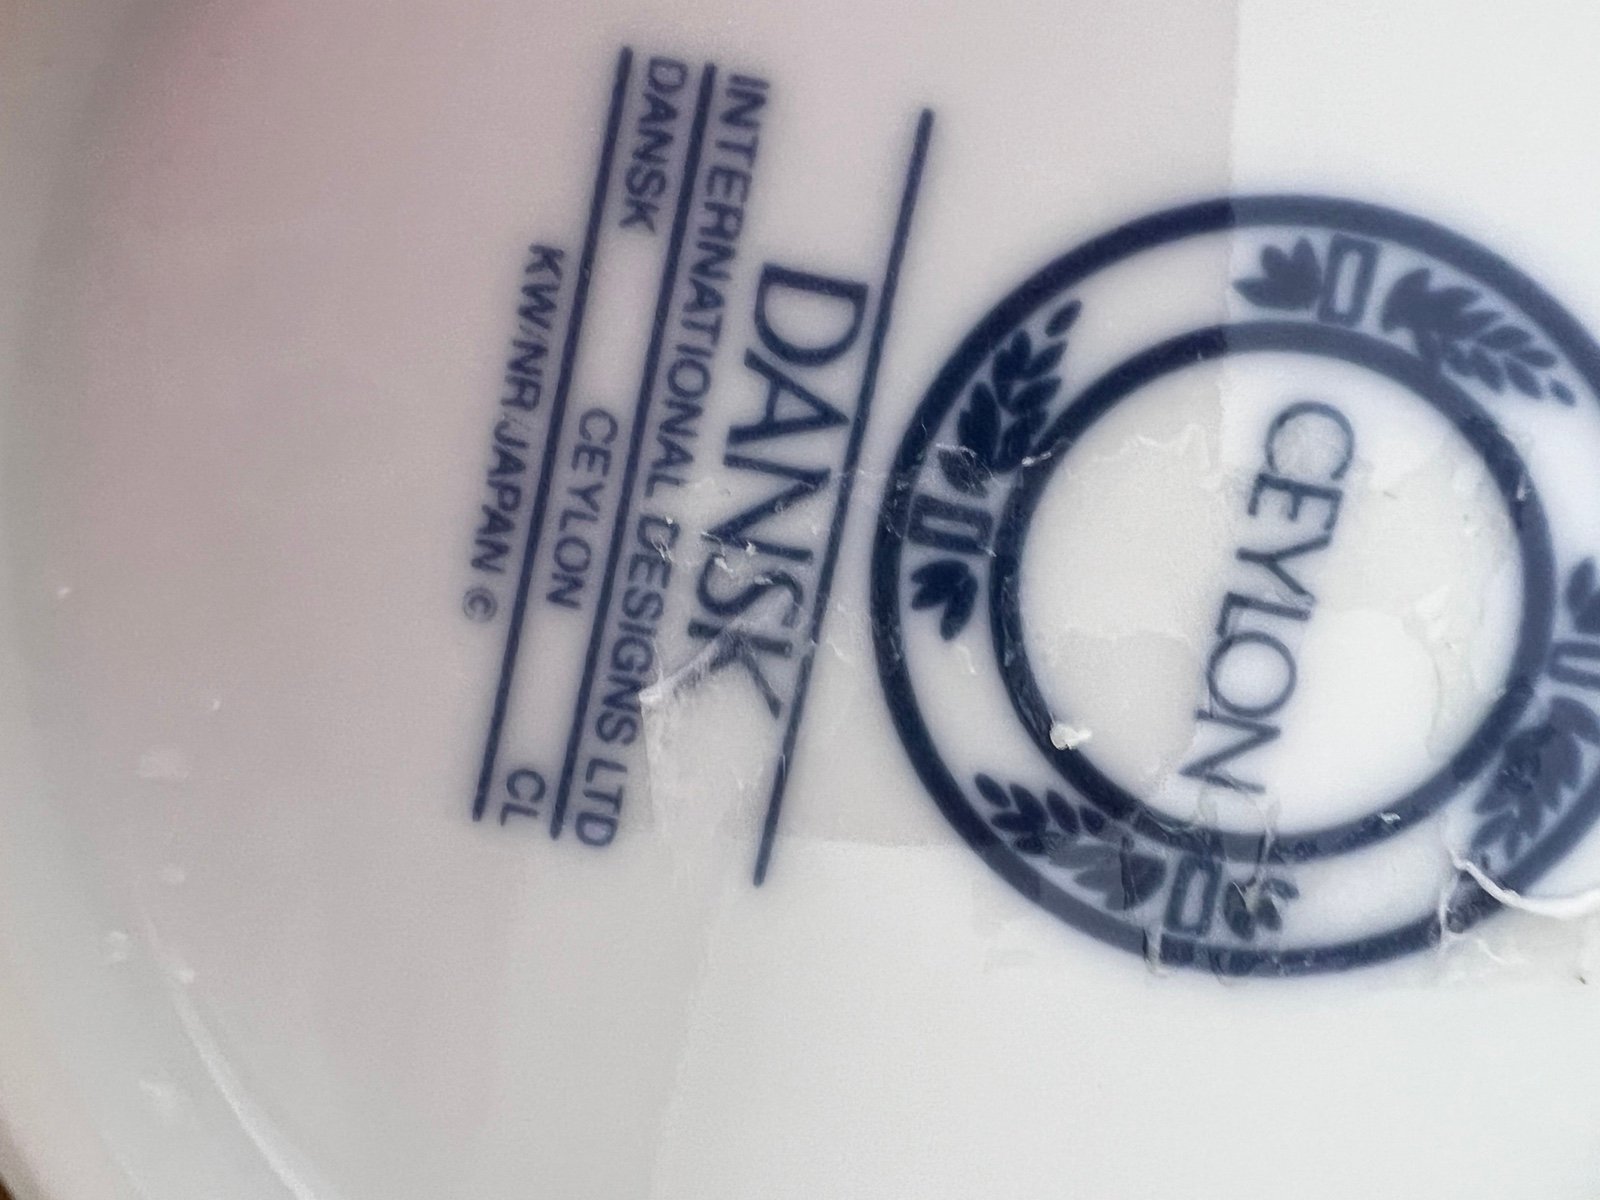 CEYLON
DANSK
INTERNATIONAL DESIGNS LTD
DANSK CEYLON CL
KW/NR/JAPAN ©